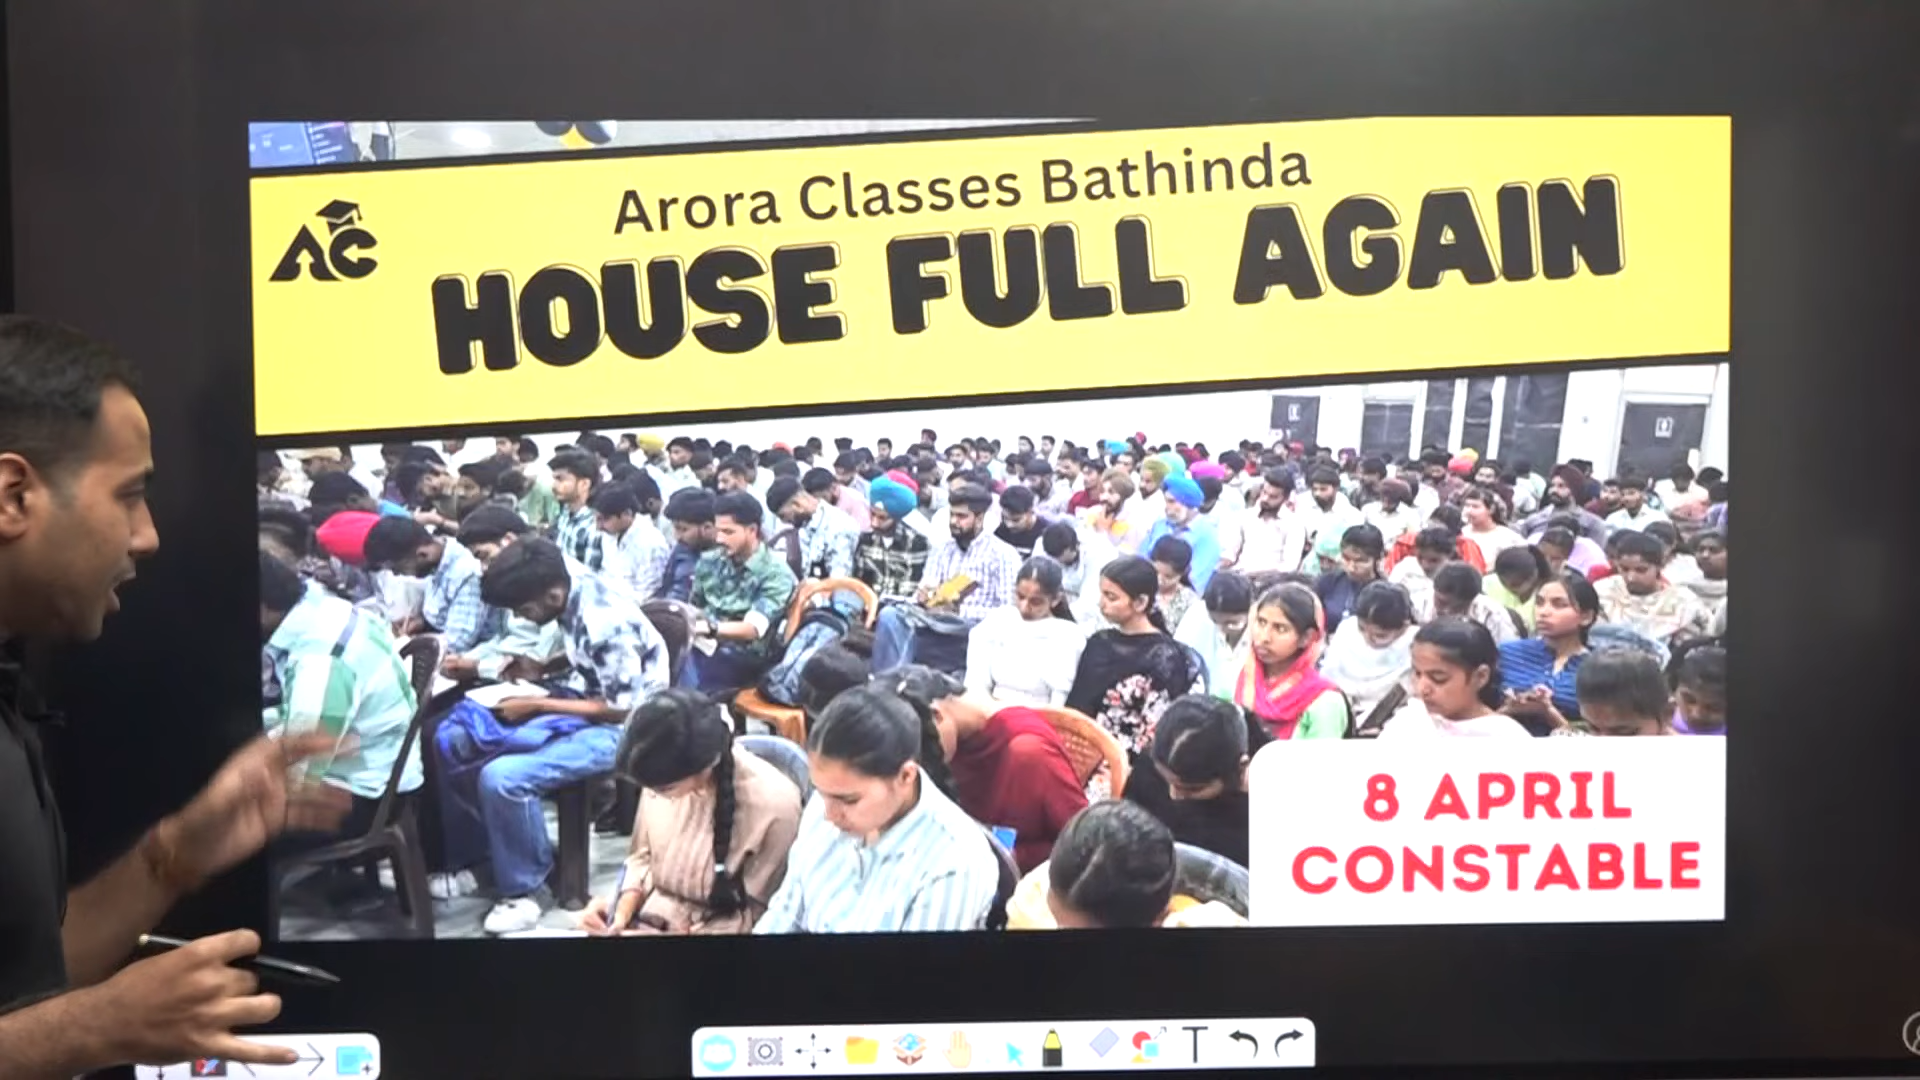 Arora Classes Bathinda
AC
HOUSE FULL AGAIN
8 APRIL
CONSTABLE
T